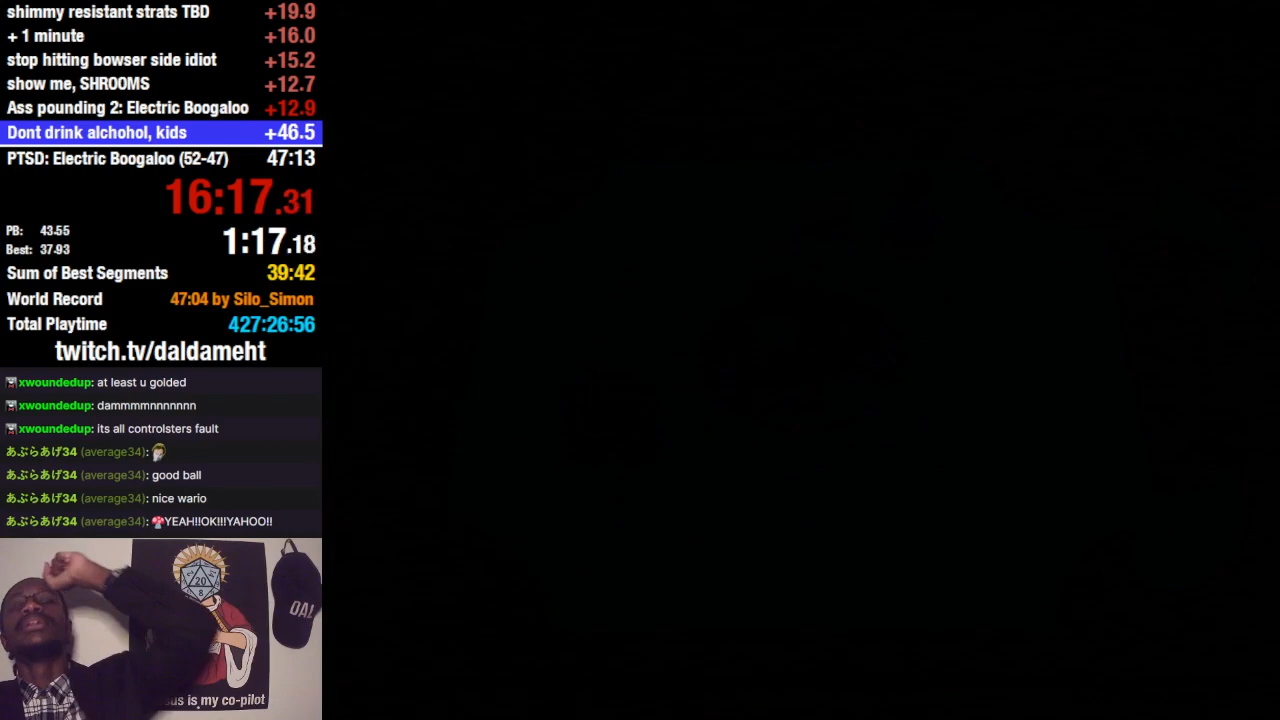 shimmy resistant strats TBD +19.9
+ 1 minute +16.0
stop hitting bowser side idiot +15.2
show me, SHROOMS +12.7
Ass pounding 2: Electric Boogaloo +12.9
Dont drink alchohol, kids +46.5
PTSD: Electric Boogaloo (52-47) 47:13
16:17.31
PB: 43.55
Best: 37.93
1:17.18
Sum of Best Segments 39:42
World Record 47:04 by Silo_Simon
Total Playtime 427:26:56
twitch.tv/daldameht
xwoundedup: at least u golded
xwoundedup: dammmmnnnnnnn
xwoundedup: its all controlsters fault
あぶらあげ34 (average34):
あぶらあげ34 (average34): good ball
あぶらあげ34 (average34): nice wario
あぶらあげ34 (average34): YEAH!!OK!!!YAHOO!!
20
8
OAL
us is my co-pilot